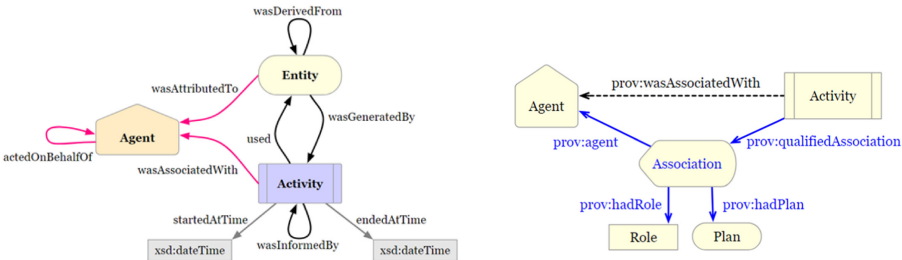 wasDerivedFrom
Entity
wasAttributedTo
wasGeneratedBy
used
Agent
actedOnBehalfOf
wasAssociatedWith
Activity
startedAtTime
endedAtTime
wasInformedBy
xsd:dateTime
xsd:dateTime
prov:wasAssociatedWith
Agent
Activity
prov:agent
prov:qualifiedAssociation
Association
prov:hadRole
prov:hadPlan
Role
Plan